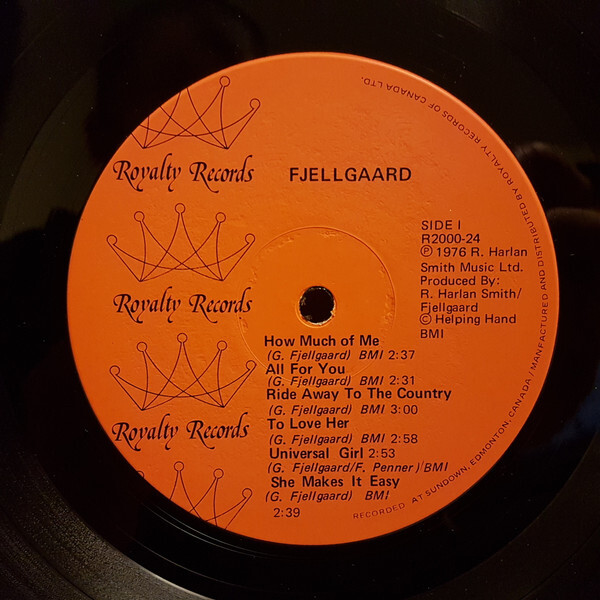 Royalty Records
FJELLGAARD
SIDE I
R2000-24
℗ 1976 R. Harlan
Smith Music Ltd.
Produced By:
R. Harlan Smith/
Fjellgaard
© Helping Hand
BMI
Royalty Records
Royalty Records
How Much of Me
(G. Fjellgaard) BMI 2:37
All For You
(G. Fjellgaard) BMI 2:31
Ride Away To The Country
(G. Fjellgaard) BMI 3:00
To Love Her
(G. Fjellgaard) BMI 2:58
Universal Girl 2:53
(G. Fjellgaard/F. Penner)/BMI
She Makes It Easy
(G. Fjellgaard) BMI
2:39
RECORDED AT SUNDOWN, EDMONTON, CANADA / MANFACTURED AND DISTRIBUTED BY ROYALTY RECORDS OF CANADA LTD.